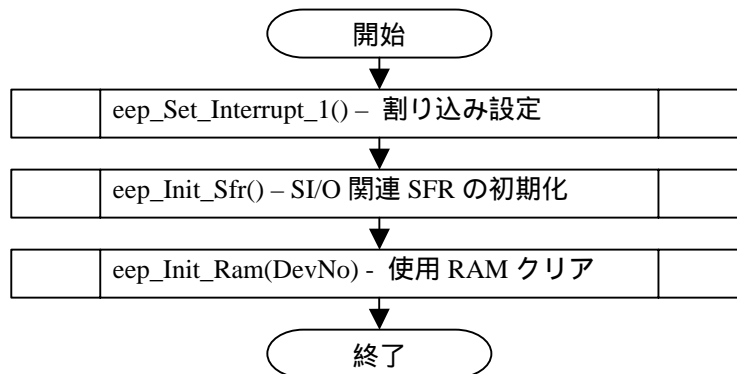 開始
eep_Set_Interrupt_1() – 割り込み設定
eep_Init_Sfr() – SI/O 関連 SFR の初期化
eep_Init_Ram(DevNo) - 使用 RAM クリア
終了